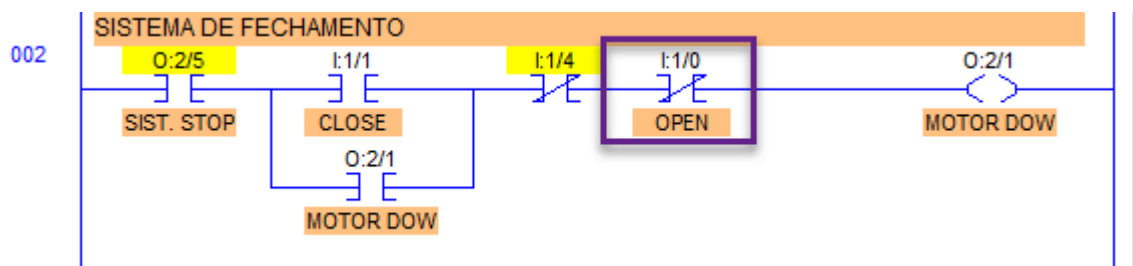 SISTEMA DE FECHAMENTO
002
O:2/5 I:1/1 I:1/4 I:1/0 O:2/1
SIST. STOP CLOSE OPEN MOTOR DOW
O:2/1
MOTOR DOW